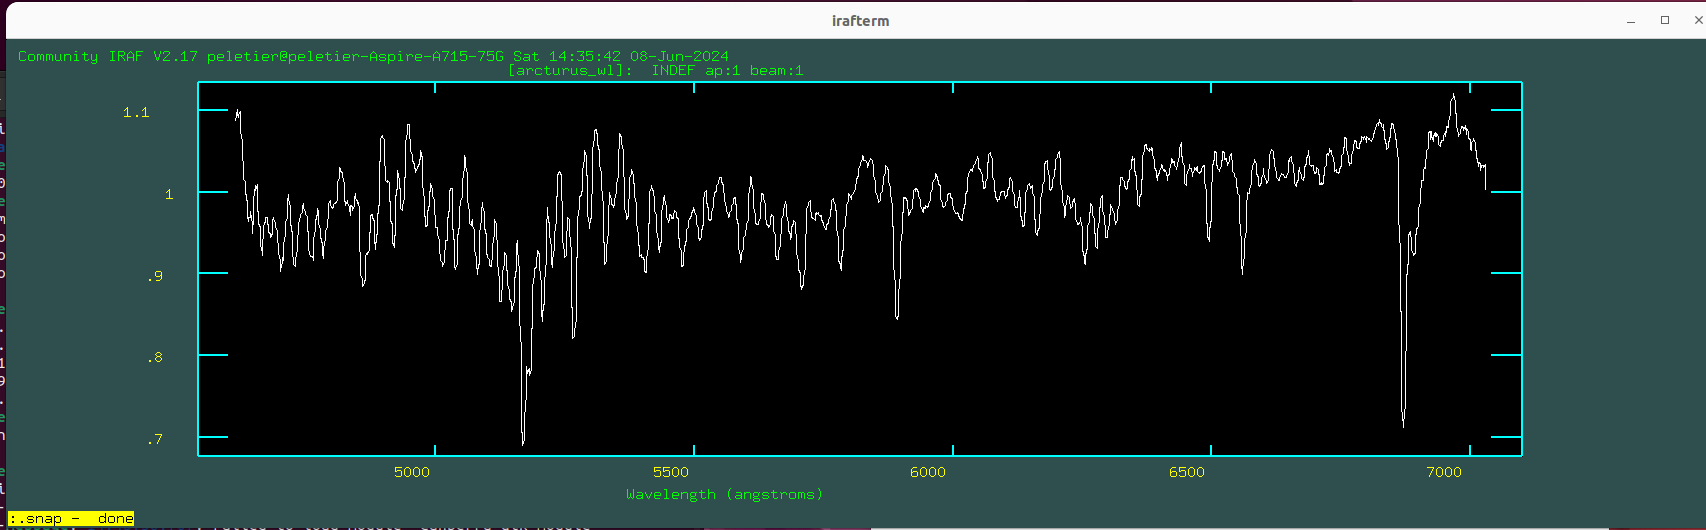 irafterm
Community IRAF V2.17 peletier@peletier-Aspire-A715-75G Sat 14:35:42 08-Jun-2024
[arcturus_wl]: INDEF ap:1 beam:1
1.1
1
.9
.8
.7
5000 5500 6000 6500 7000
Wavelength (angstroms)
:.snap - done